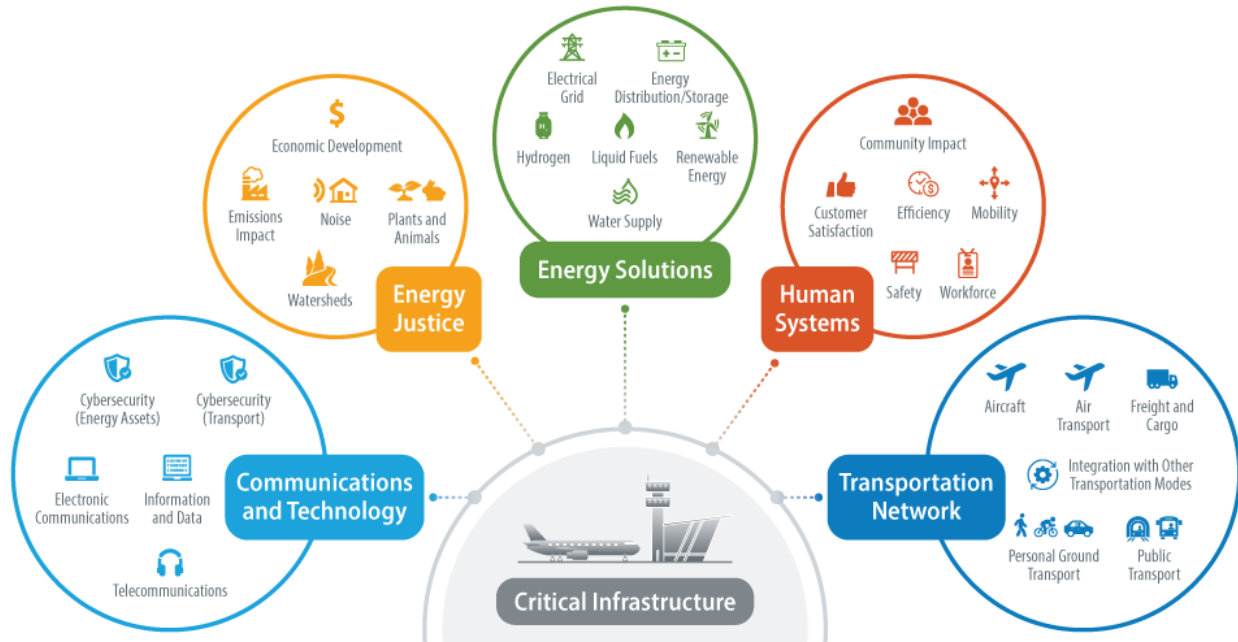 Electrical
Grid
Energy
Distribution/Storage
Hydrogen
Liquid Fuels
Renewable
Energy
Water Supply
Energy Solutions
$
Economic Development
Emissions
Impact
Noise
Plants and
Animals
Watersheds
Energy
Justice
Community Impact
Customer
Satisfaction
Efficiency
Mobility
Safety
Workforce
Human
Systems
Cybersecurity
(Energy Assets)
Cybersecurity
(Transport)
Electronic
Communications
Information
and Data
Telecommunications
Communications
and Technology
Aircraft
Air
Transport
Freight and
Cargo
Integration with Other
Transportation Modes
Personal Ground
Transport
Public
Transport
Transportation
Network
Critical Infrastructure